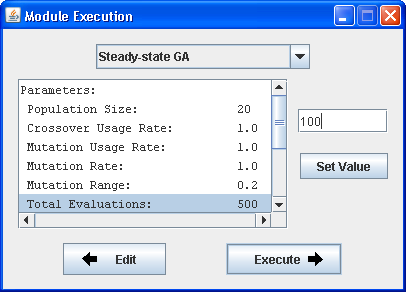 Module Execution
Steady-state GA
Parameters:
Population Size: 20
Crossover Usage Rate: 1.0
Mutation Usage Rate: 1.0
Mutation Rate: 1.0
Mutation Range: 0.2
Total Evaluations: 500
100
Set Value
Edit
Execute